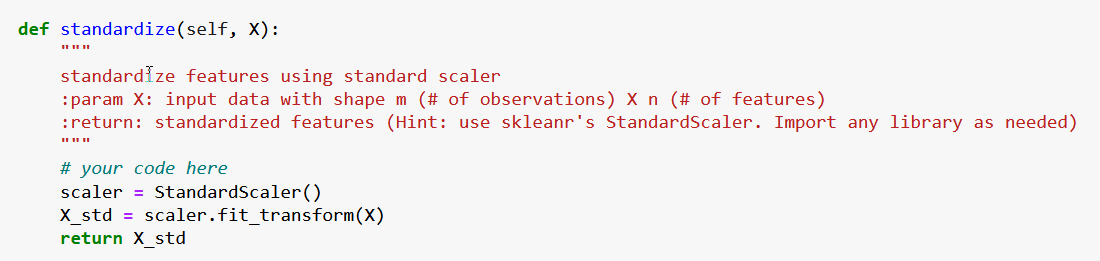 def standardize(self, X):
    """
    standardize features using standard scaler
    :param X: input data with shape m (# of observations) X n (# of features)
    :return: standardized features (Hint: use skleanr's StandardScaler. Import any library as needed)
    """
    # your code here
    scaler = StandardScaler()
    X_std = scaler.fit_transform(X)
    return X_std